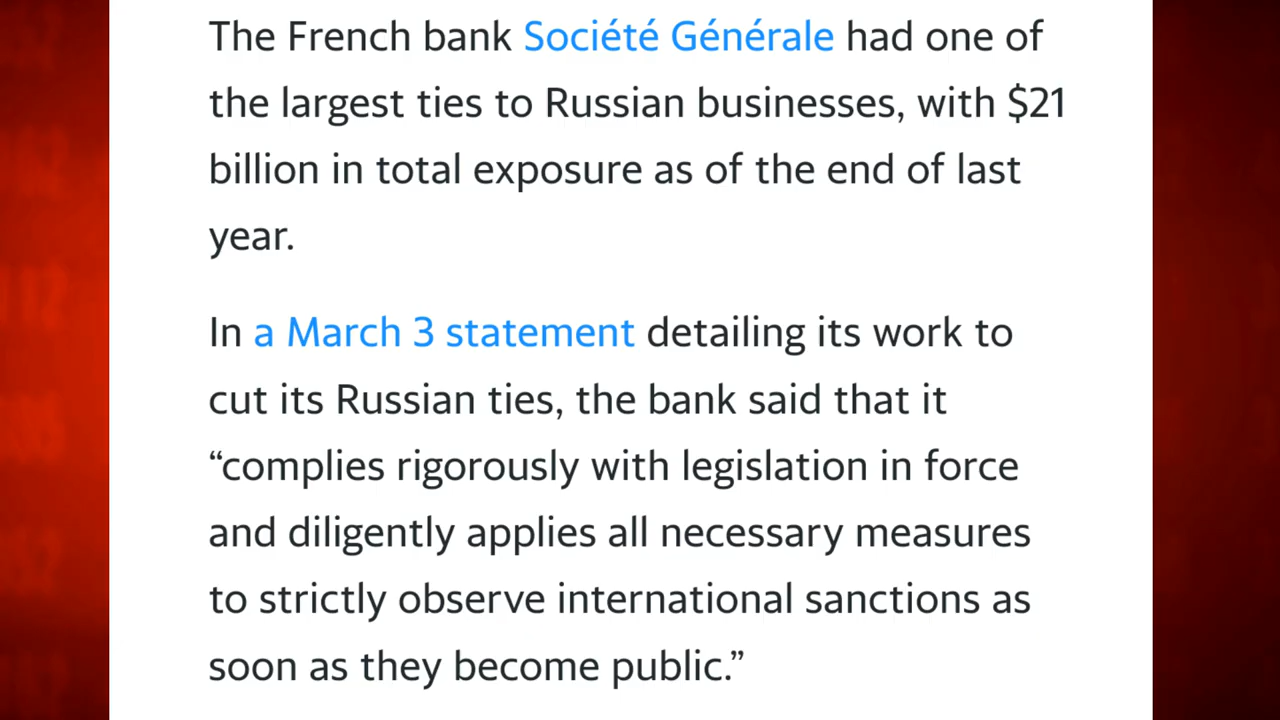 The French bank Société Générale had one of
the largest ties to Russian businesses, with $21
billion in total exposure as of the end of last
year.
In a March 3 statement detailing its work to
cut its Russian ties, the bank said that it
“complies rigorously with legislation in force
and diligently applies all necessary measures
to strictly observe international sanctions as
soon as they become public.”